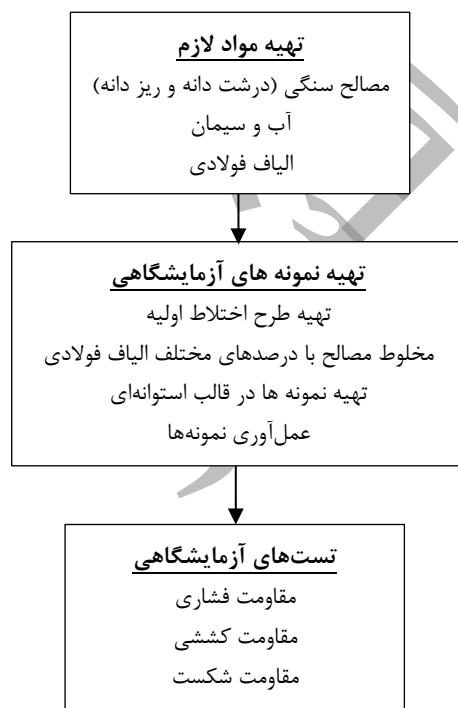 تهیه مواد لازم
مصالح سنگی (درشت دانه و ریز دانه)
آب و سیمان
الیاف فولادی
تهیه نمونه های آزمایشگاهی
تهیه طرح اختلاط اولیه
مخلوط مصالح با درصدهای مختلف الیاف فولادی
تهیه نمونه ها در قالب استوانه‌ای
عمل‌آوری نمونه‌ها
تست‌های آزمایشگاهی
مقاومت فشاری
مقاومت کششی
مقاومت شکست